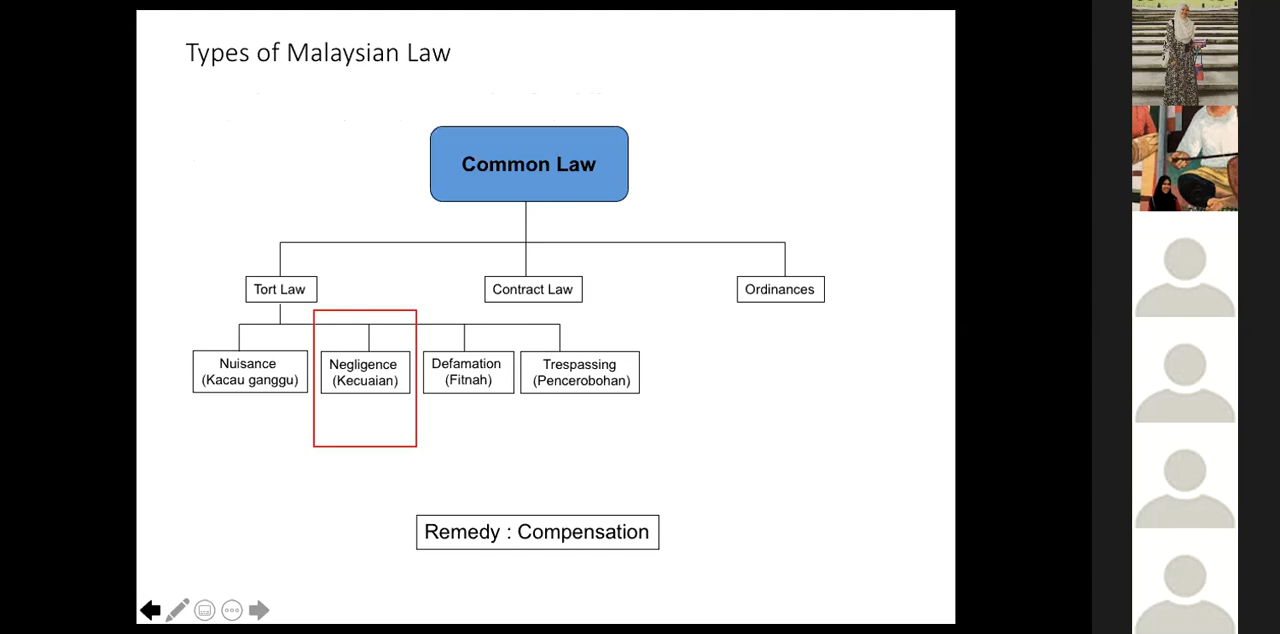 Types of Malaysian Law
Common Law
Tort Law
Contract Law
Ordinances
Nuisance
(Kacau ganggu)
Negligence
(Kecuaian)
Defamation
(Fitnah)
Trespassing
(Pencerobohan)
Remedy : Compensation